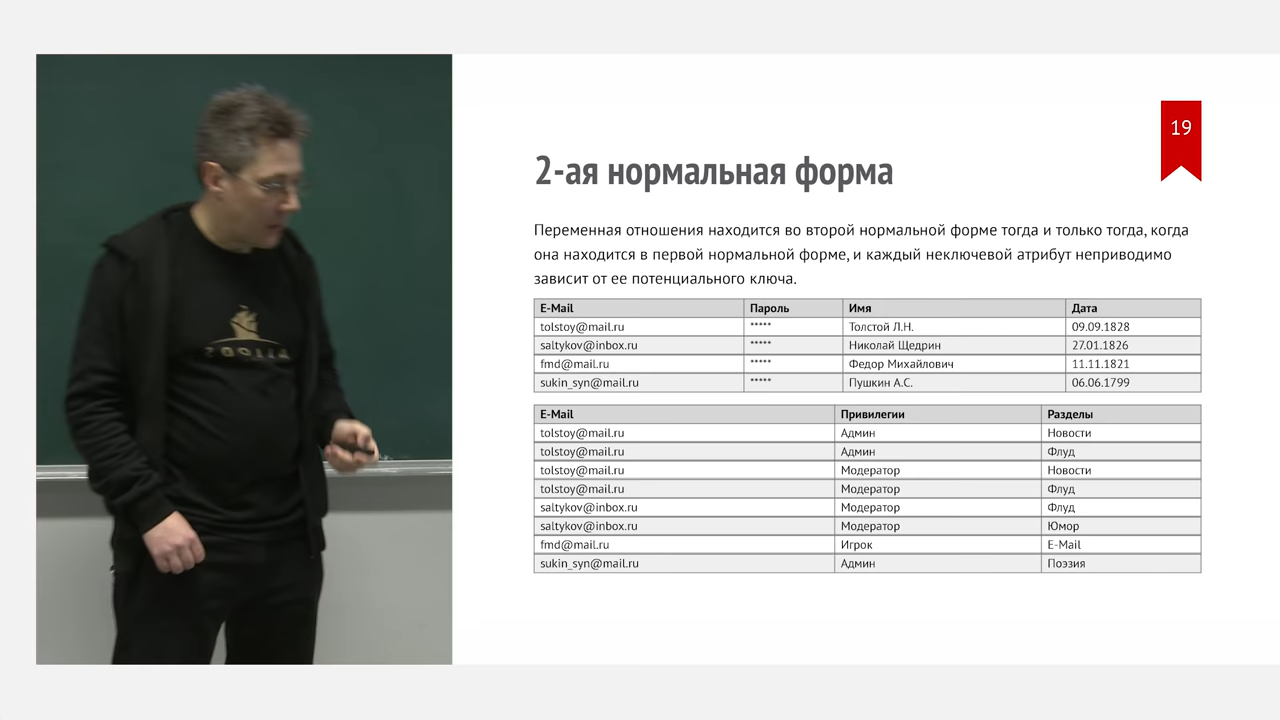 19
2-ая нормальная форма
Переменная отношения находится во второй нормальной форме тогда и только тогда, когда
она находится в первой нормальной форме, и каждый неключевой атрибут неприводимо
зависит от ее потенциального ключа.
E-Mail Пароль Имя Дата
tolstoy@mail.ru ***** Толстой Л.Н. 09.09.1828
saltykov@inbox.ru ***** Николай Щедрин 27.01.1826
fmd@mail.ru ***** Федор Михайлович 11.11.1821
sukin_syn@mail.ru ***** Пушкин А.С. 06.06.1799
E-Mail Привилегии Разделы
tolstoy@mail.ru Админ Новости
tolstoy@mail.ru Админ Флуд
tolstoy@mail.ru Модератор Новости
tolstoy@mail.ru Модератор Флуд
saltykov@inbox.ru Модератор Флуд
saltykov@inbox.ru Модератор Юмор
fmd@mail.ru Игрок E-Mail
sukin_syn@mail.ru Админ Поэзия